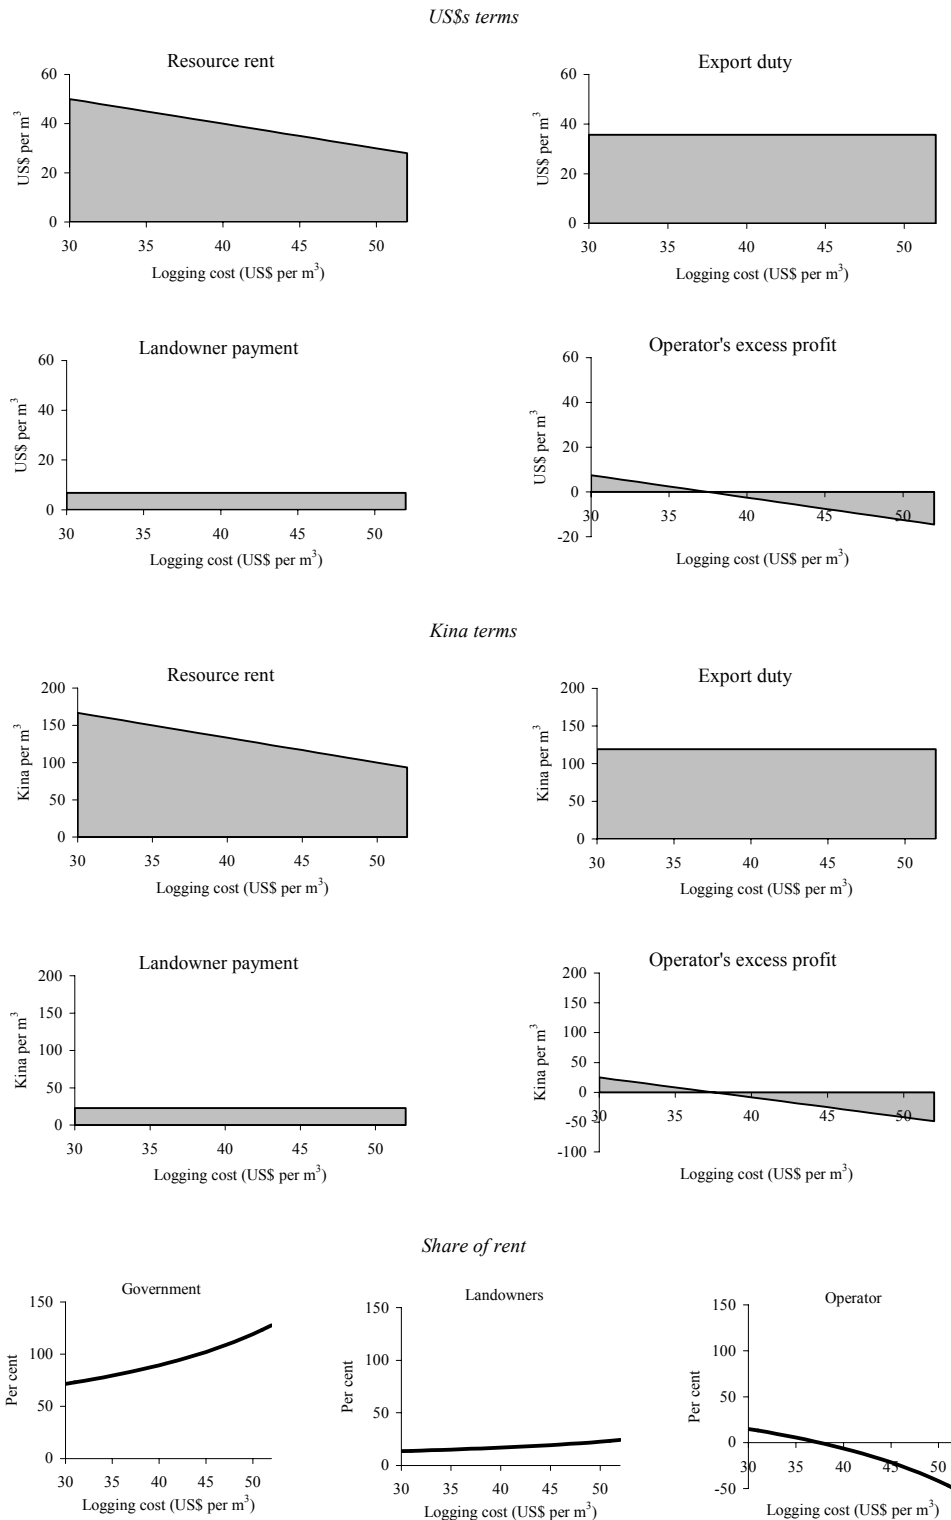 US$s terms
Resource rent
US$ per m³
60
40
20
0
30 35 40 45 50
Logging cost (US$ per m³)
Export duty
US$ per m³
60
40
20
0
30 35 40 45 50
Logging cost (US$ per m³)
Landowner payment
US$ per m³
60
40
20
0
30 35 40 45 50
Logging cost (US$ per m³)
Operator's excess profit
US$ per m³
60
40
20
0
-20
30 35 40 45 50
Logging cost (US$ per m³)
Kina terms
Resource rent
Kina per m³
200
150
100
50
0
30 35 40 45 50
Logging cost (US$ per m³)
Export duty
Kina per m³
200
150
100
50
0
30 35 40 45 50
Logging cost (US$ per m³)
Landowner payment
Kina per m³
200
150
100
50
0
30 35 40 45 50
Logging cost (US$ per m³)
Operator's excess profit
Kina per m³
200
150
100
50
0
-50
-100
30 35 40 45 50
Logging cost (US$ per m³)
Share of rent
Government
Per cent
150
100
50
0
30 35 40 45 50
Logging cost (US$ per m³)
Landowners
Per cent
150
100
50
0
30 35 40 45 50
Logging cost (US$ per m³)
Operator
Per cent
150
100
50
0
-50
30 35 40 45 50
Logging cost (US$ per m³)